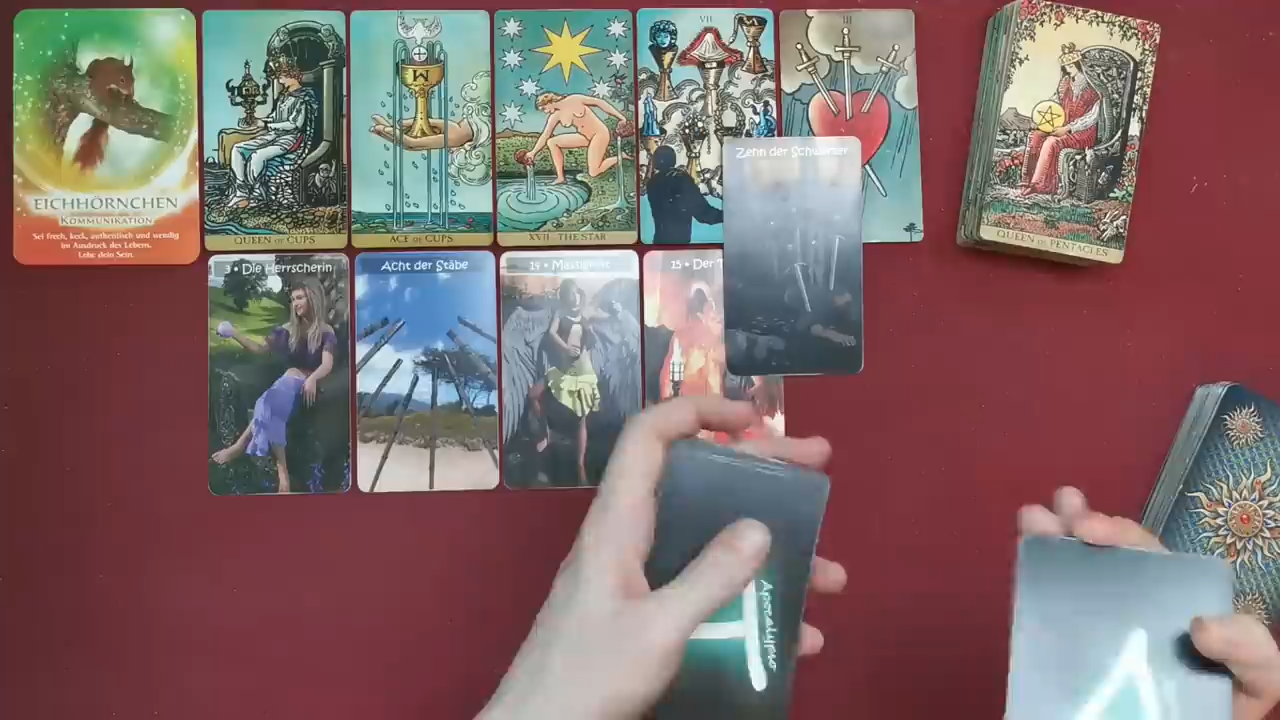 EICHHÖRNCHEN
KOMMUNIKATION
Sei frech, keck, authentisch und wendig
im Ausdruck des Lebens.
Lebe dein Sein.
QUEEN OF CUPS
ACE OF CUPS
XVII THE STAR
VII
III
QUEEN OF PENTACLES
3 • Die Herrscherin
Acht der Stäbe
14 • Mässigkeit
15 • Der T
Zehn der Schwerter
Apocalypse